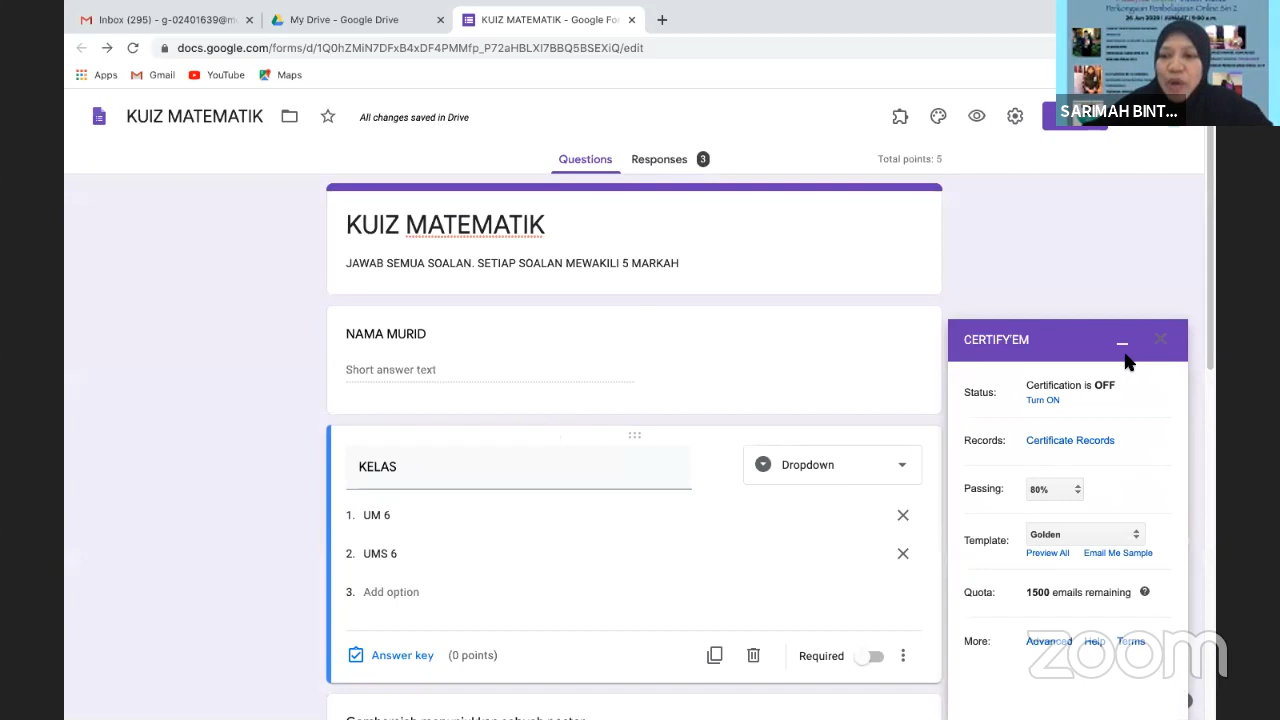 Inbox (295) - g-02401639@m
My Drive - Google Drive
KUIZ MATEMATIK - Google Fo
docs.google.com/forms/d/1Q0hZMiN7DFxB4xDF4PMMfp_P72aHBLXI7BBQ5BSEXiQ/edit
Apps
Gmail
YouTube
Maps
Perkongsian Pembelajaran Online Siri 2
SARIMAH BINT...
KUIZ MATEMATIK
All changes saved in Drive
Questions
Responses 3
Total points: 5
KUIZ MATEMATIK
JAWAB SEMUA SOALAN. SETIAP SOALAN MEWAKILI 5 MARKAH
NAMA MURID
Short answer text
KELAS
Dropdown
1. UM 6
2. UMS 6
3. Add option
Answer key (0 points)
Required
CERTIFY'EM
Status: Certification is OFF
Turn ON
Records: Certificate Records
Passing: 80%
Template: Golden
Preview All Email Me Sample
Quota: 1500 emails remaining
More: Advanced Help Terms
zoom